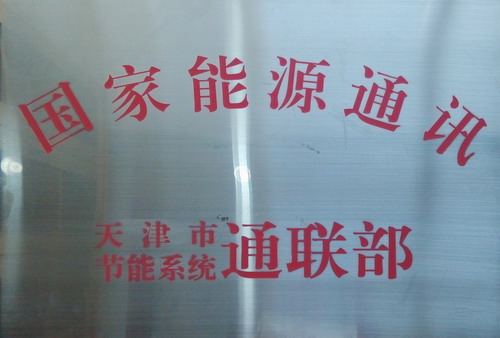 国家能源通讯
天津市
节能系统
通联部